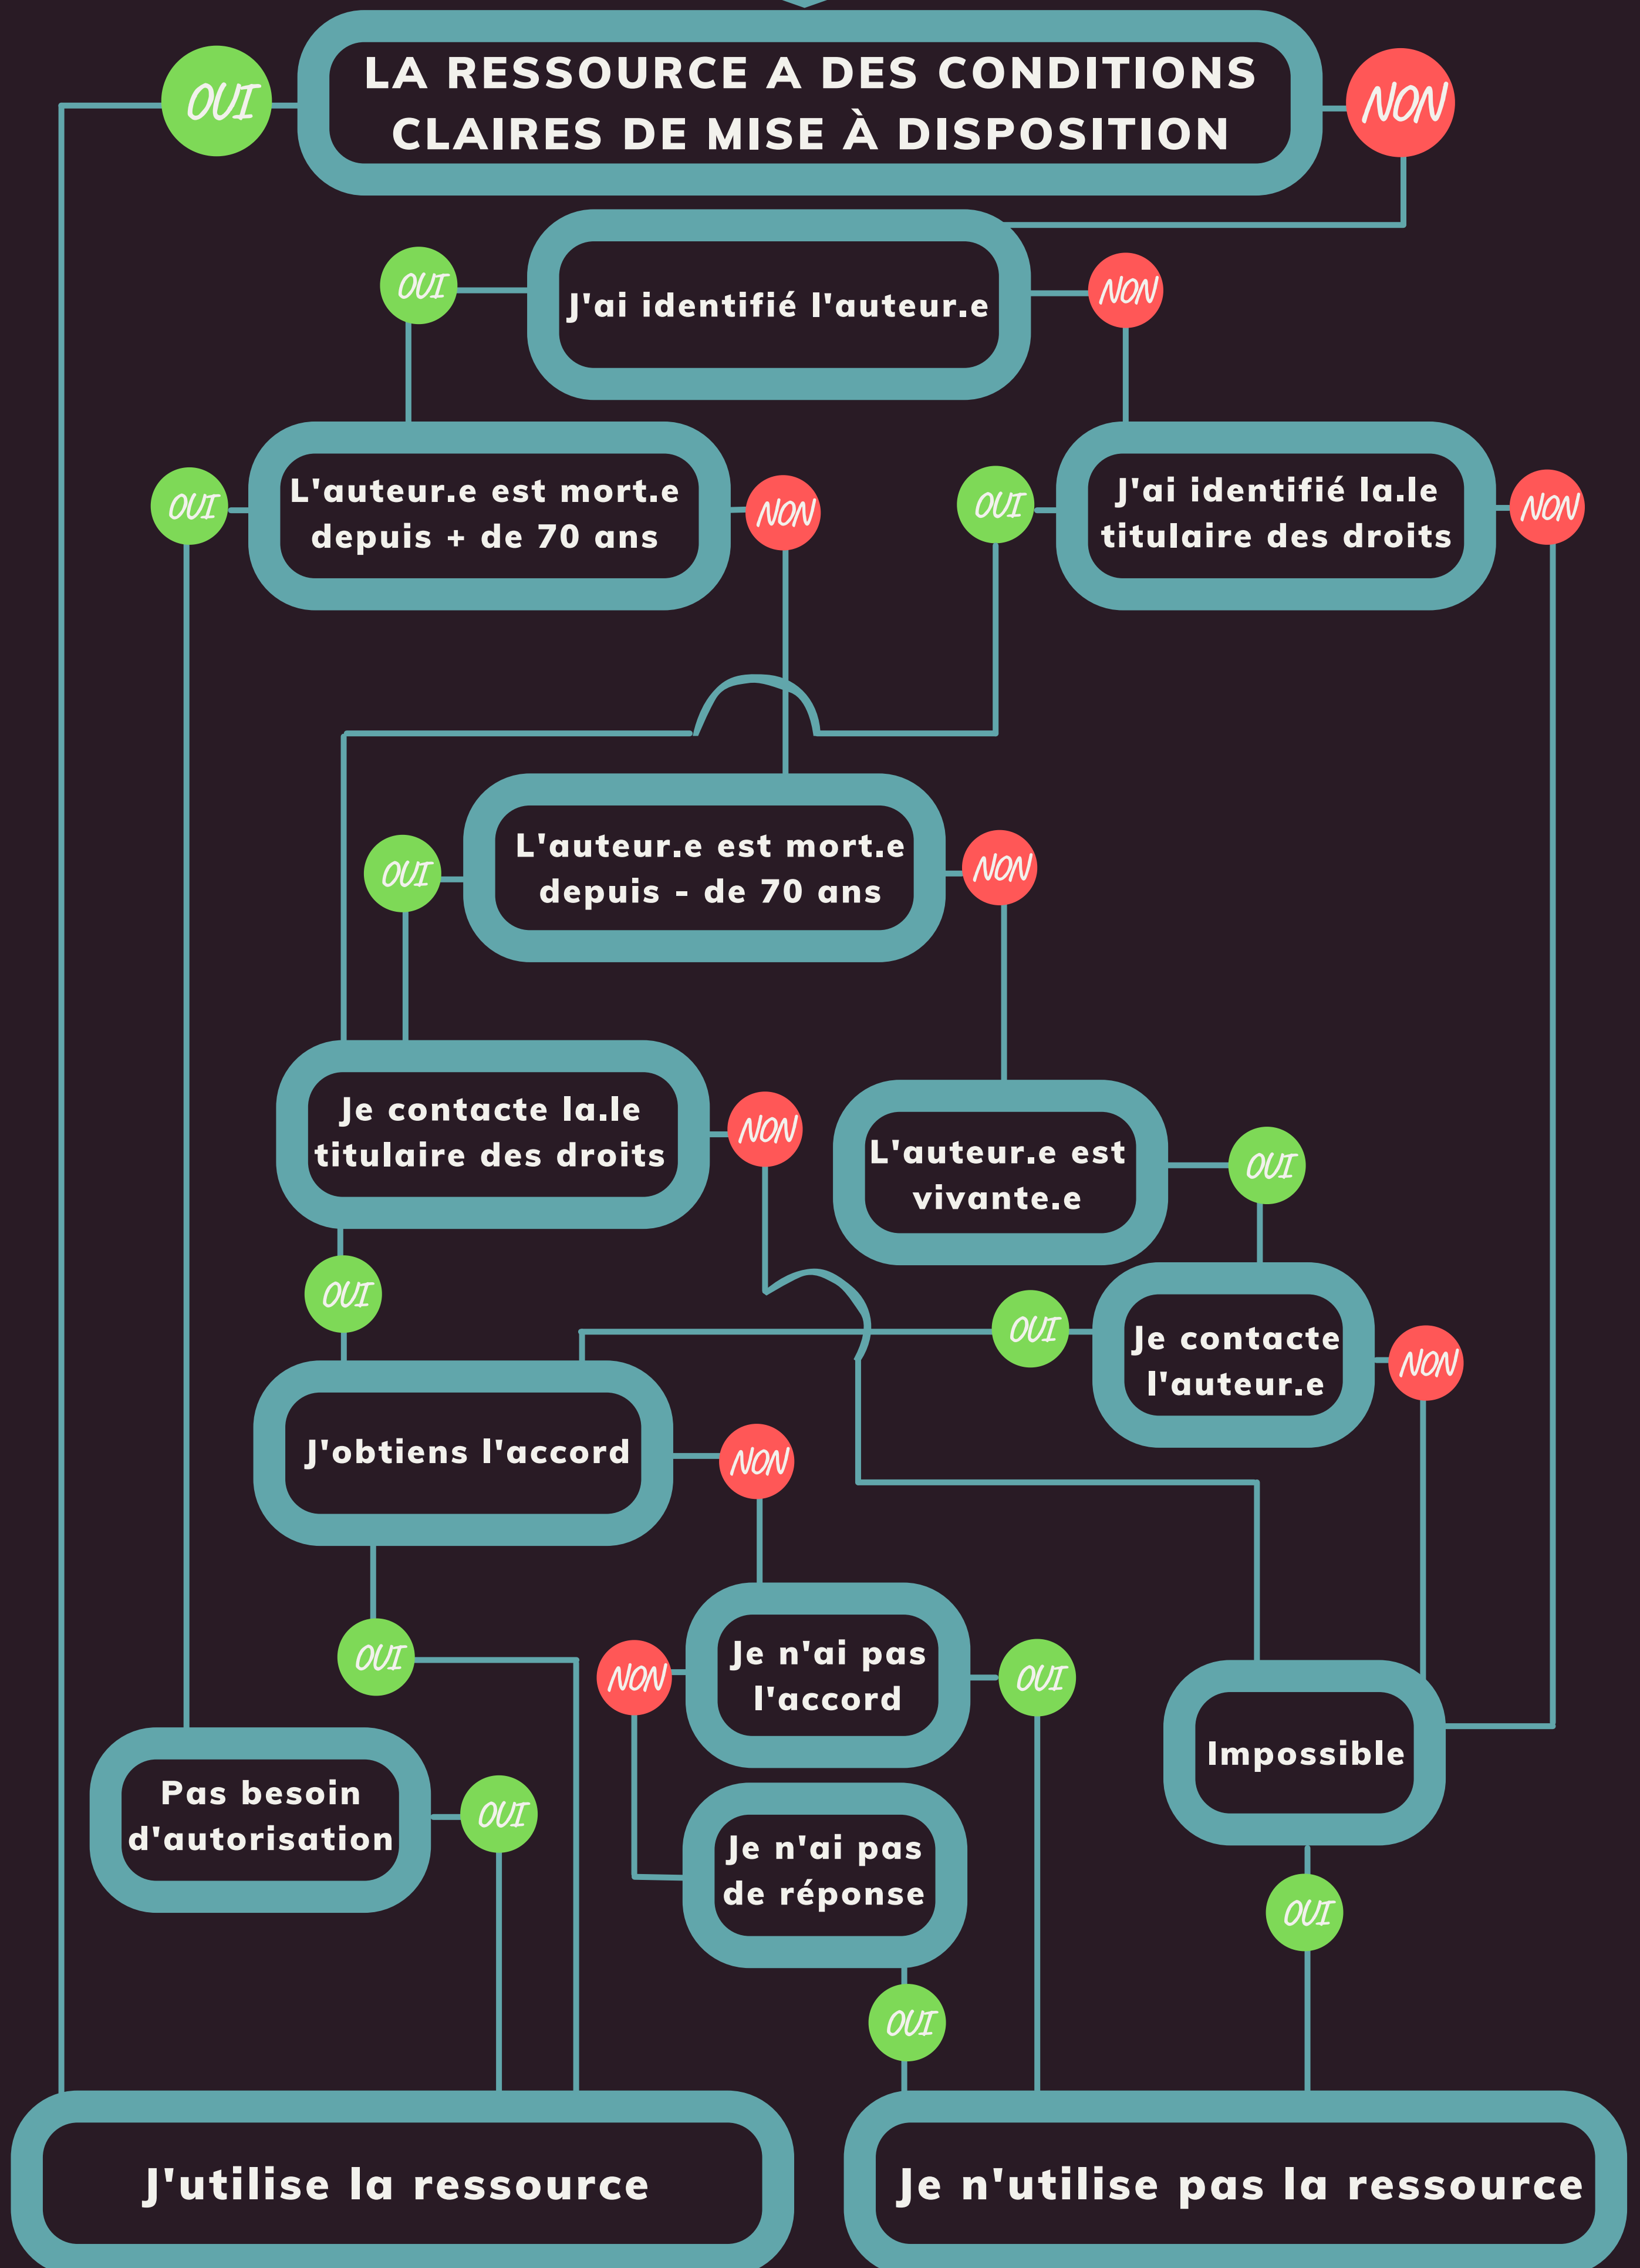 LA RESSOURCE A DES CONDITIONS
CLAIRES DE MISE À DISPOSITION
OUI
NON
J'ai identifié l'auteur.e
OUI
NON
L'auteur.e est mort.e
depuis + de 70 ans
OUI
NON
J'ai identifié la.le
titulaire des droits
OUI
NON
L'auteur.e est mort.e
depuis - de 70 ans
OUI
NON
Je contacte la.le
titulaire des droits
NON
OUI
L'auteur.e est
vivante.e
OUI
Je contacte
l'auteur.e
OUI
NON
J'obtiens l'accord
NON
OUI
Je n'ai pas
l'accord
NON
OUI
Impossible
OUI
Pas besoin
d'autorisation
OUI
Je n'ai pas
de réponse
OUI
J'utilise la ressource
Je n'utilise pas la ressource